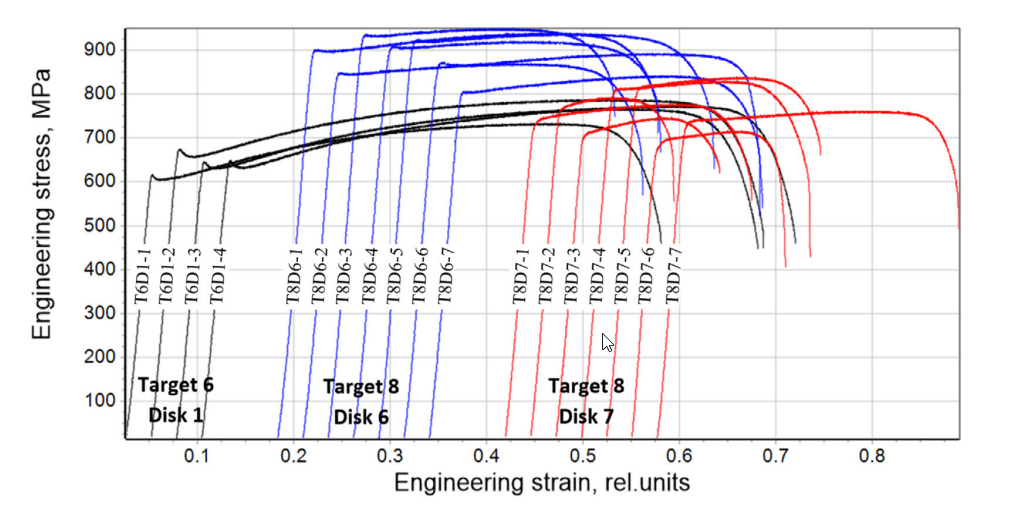 Engineering stress, MPa
900
800
700
600
500
400
300
200
100
T6D1-1
T6D1-2
T6D1-3
T6D1-4
T8D6-1
T8D6-2
T8D6-3
T8D6-4
T8D6-5
T8D6-6
T8D6-7
T8D7-1
T8D7-2
T8D7-3
T8D7-4
T8D7-5
T8D7-6
T8D7-7
Target 6
Disk 1
Target 8
Disk 6
Target 8
Disk 7
0.1
0.2
0.3
0.4
0.5
0.6
0.7
0.8
Engineering strain, rel.units